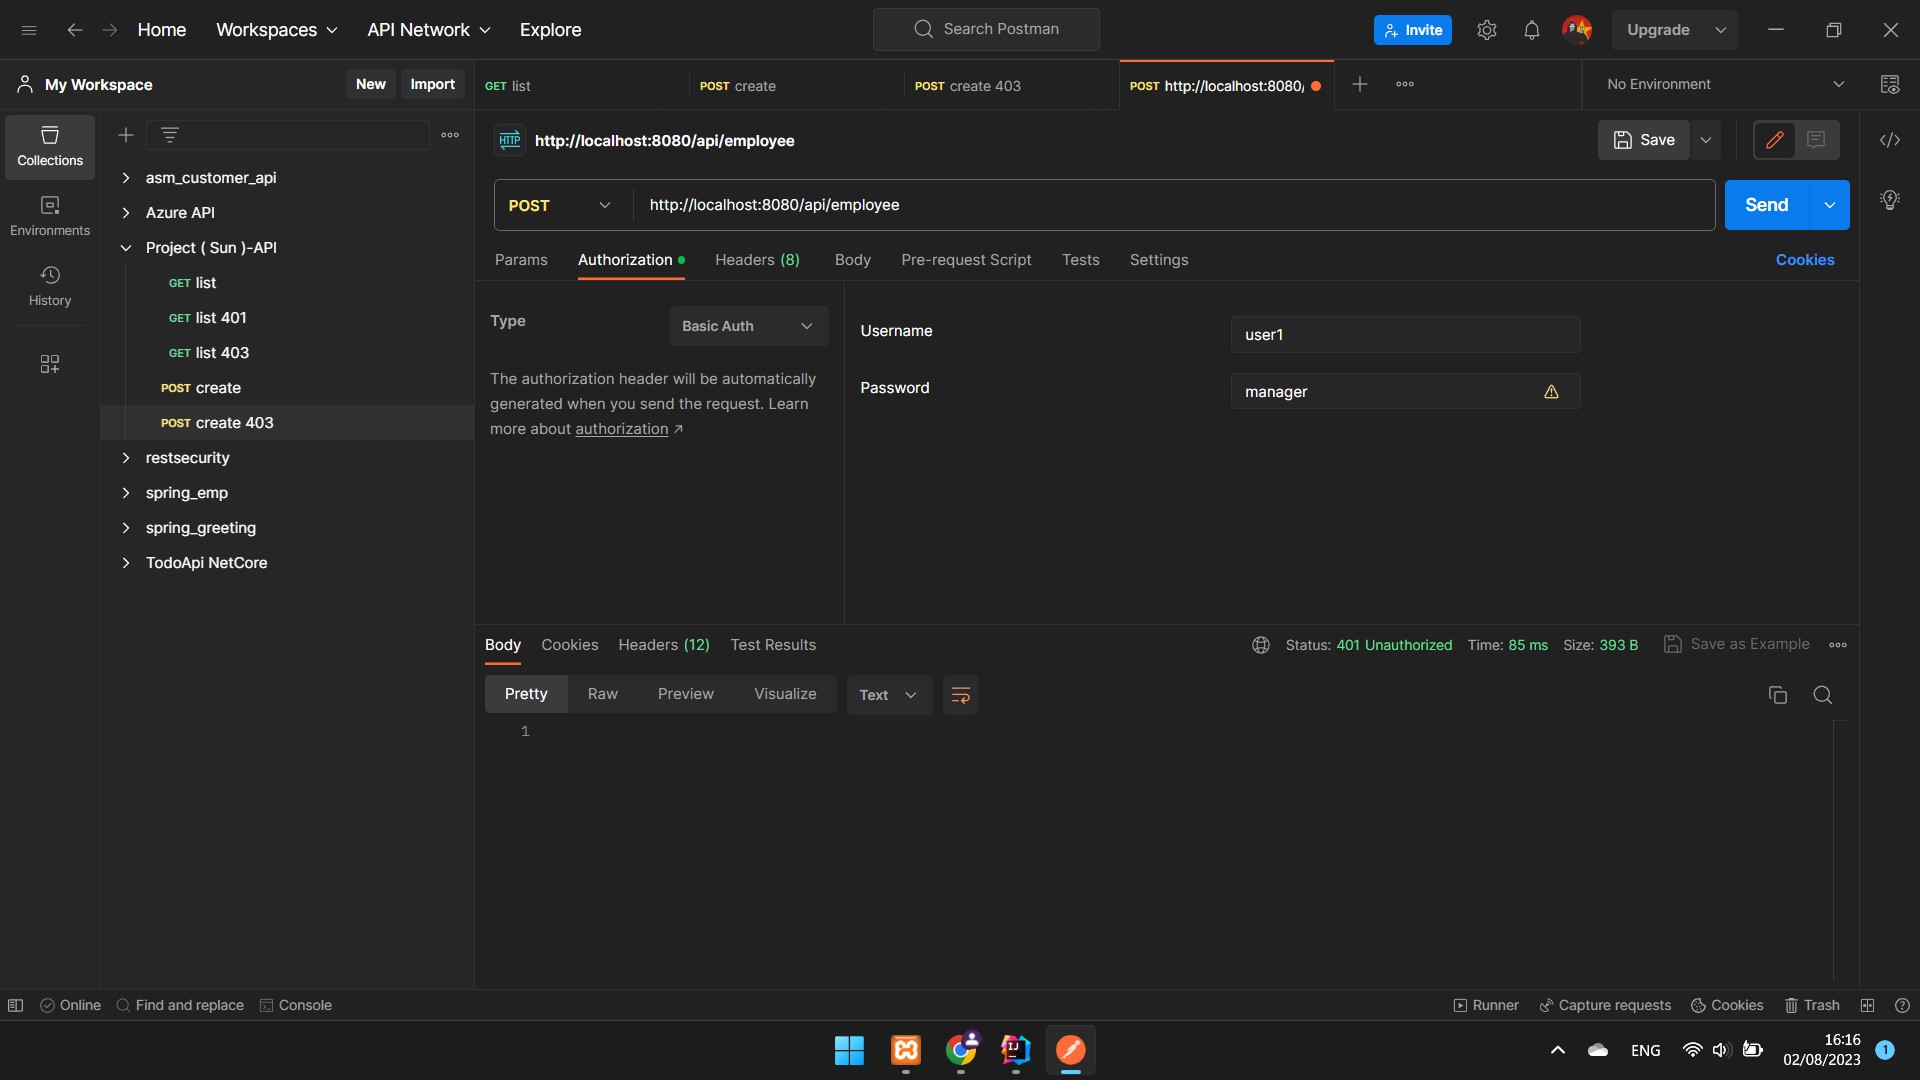 Home
Workspaces
API Network
Explore
Search Postman
Invite
Upgrade
My Workspace
New
Import
GET list
POST create
POST create 403
POST http://localhost:8080/
No Environment
Collections
Environments
History
asm_customer_api
Azure API
Project ( Sun )-API
GET list
GET list 401
GET list 403
POST create
POST create 403
restsecurity
spring_emp
spring_greeting
TodoApi NetCore
HTTP http://localhost:8080/api/employee
Save
POST
http://localhost:8080/api/employee
Send
Params
Authorization
Headers (8)
Body
Pre-request Script
Tests
Settings
Cookies
Type
Basic Auth
The authorization header will be automatically
generated when you send the request. Learn
more about authorization ↗
Username
user1
Password
manager
Body
Cookies
Headers (12)
Test Results
Status: 401 Unauthorized
Time: 85 ms
Size: 393 B
Save as Example
Pretty
Raw
Preview
Visualize
Text
1
Online
Find and replace
Console
Runner
Capture requests
Cookies
Trash
IJ
ENG
16:16
02/08/2023
1